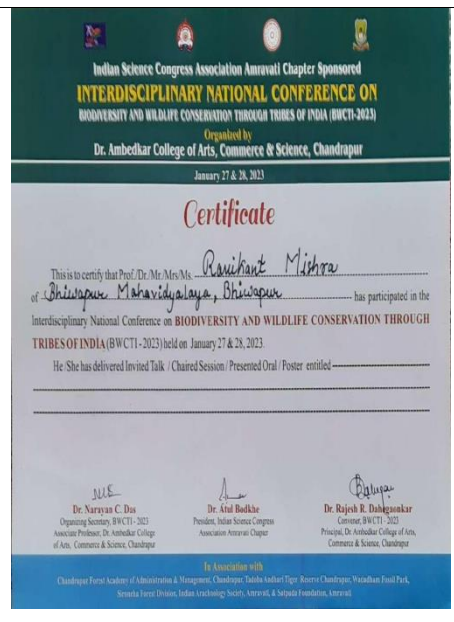 Indian Science Congress Association Amravati Chapter Sponsored
INTERDISCIPLINARY NATIONAL CONFERENCE ON
BIODIVERSITY AND WILDLIFE CONSERVATION THROUGH TRIBES OF INDIA (BWCTI-2023)
Organized by
Dr. Ambedkar College of Arts, Commerce & Science, Chandrapur
January 27 & 28, 2023
Certificate
This is to certify that Prof./Dr./Mr./Mrs/Ms. Ravikant Mishra
of Bhiwapur Mahavidyalaya, Bhiwapur has participated in the
Interdisciplinary National Conference on BIODIVERSITY AND WILDLIFE CONSERVATION THROUGH
TRIBES OF INDIA (BWCTI - 2023) held on January 27 & 28, 2023.
He /She has delivered Invited Talk / Chaired Session / Presented Oral / Poster entitled
Dr. Narayan C. Das
Organizing Secretary, BWCTI - 2023
Associate Professor, Dr. Ambedkar College
of Arts, Commerce & Science, Chandrapur
Dr. Atul Bodkhe
President, Indian Science Congress
Association Amravati Chapter
Dr. Rajesh R. Dahegaonkar
Convener, BWCTI - 2023
Principal, Dr. Ambedkar College of Arts,
Commerce & Science, Chandrapur
In Association with
Chandrapur Forest Academy of Administration & Management, Chandrapur, Tadoba Andhari Tiger Reserve Chandrapur, Wacadham Fossil Park,
Sironcha Forest Division, Indian Arachnology Society, Amravati, & Satpuda Foundation, Amravati